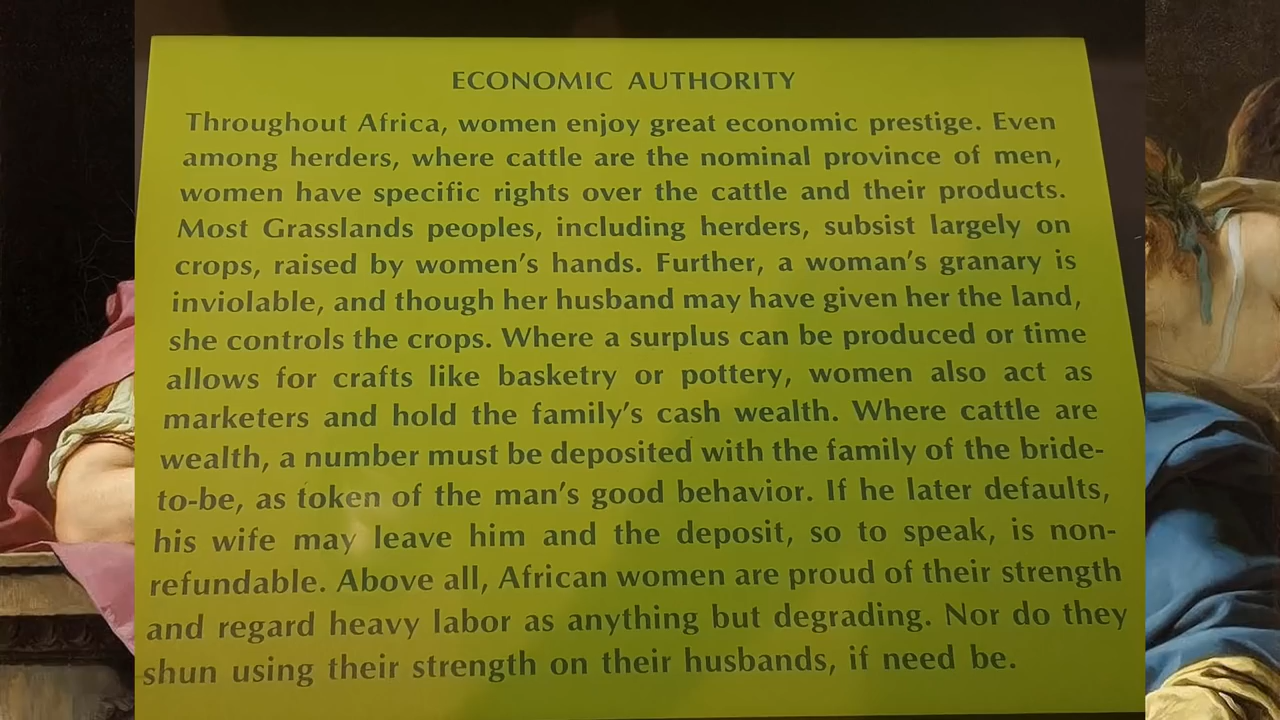 ECONOMIC AUTHORITY
Throughout Africa, women enjoy great economic prestige. Even
among herders, where cattle are the nominal province of men,
women have specific rights over the cattle and their products.
Most Grasslands peoples, including herders, subsist largely on
crops, raised by women's hands. Further, a woman's granary is
inviolable, and though her husband may have given her the land,
she controls the crops. Where a surplus can be produced or time
allows for crafts like basketry or pottery, women also act as
marketers and hold the family's cash wealth. Where cattle are
wealth, a number must be deposited with the family of the bride-
to-be, as token of the man's good behavior. If he later defaults,
his wife may leave him and the deposit, so to speak, is non-
refundable. Above all, African women are proud of their strength
and regard heavy labor as anything but degrading. Nor do they
shun using their strength on their husbands, if need be.